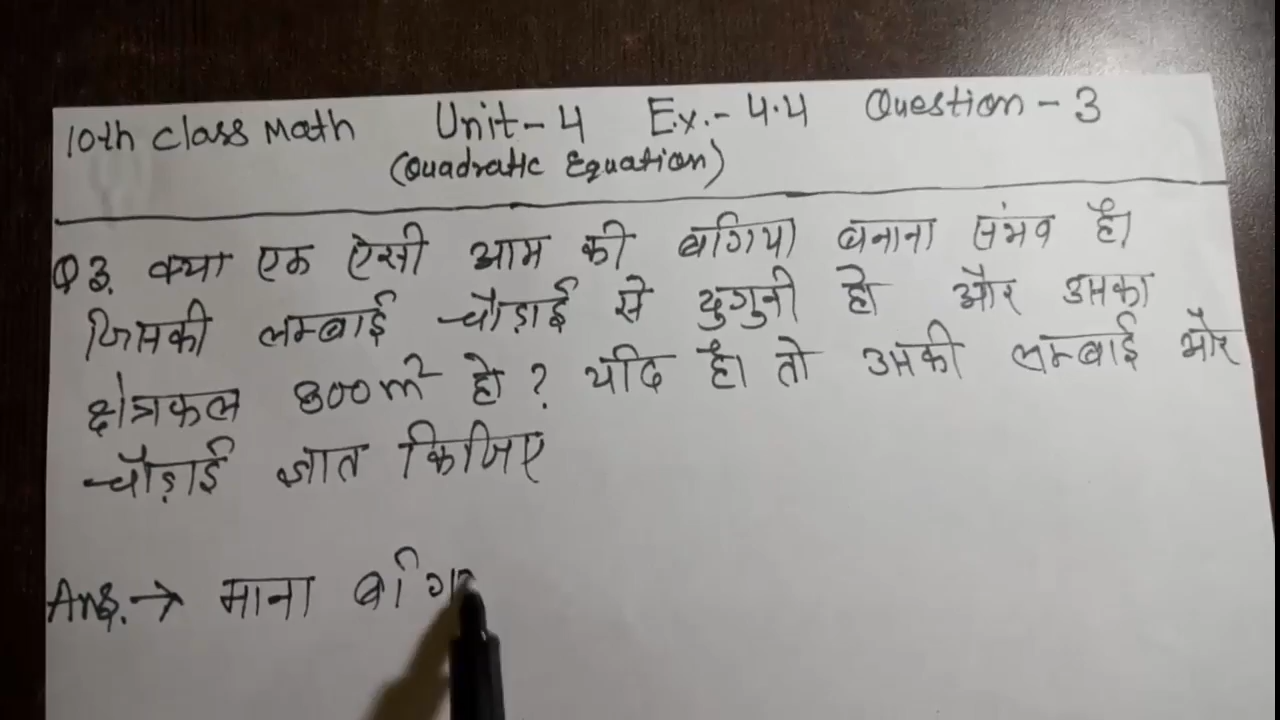 10th Class Math Unit-4 Ex.-4.4 Question-3
(Quadratic Equation)
Q3. क्या एक ऐसी आम की बगिया बनाना संभव है।
जिसकी लम्बाई चौड़ाई से दुगुनी हो और उसका
क्षेत्रफल 800m² हो? यदि है। तो उसकी लम्बाई और
चौड़ाई ज्ञात किजिए
Ans.→ माना